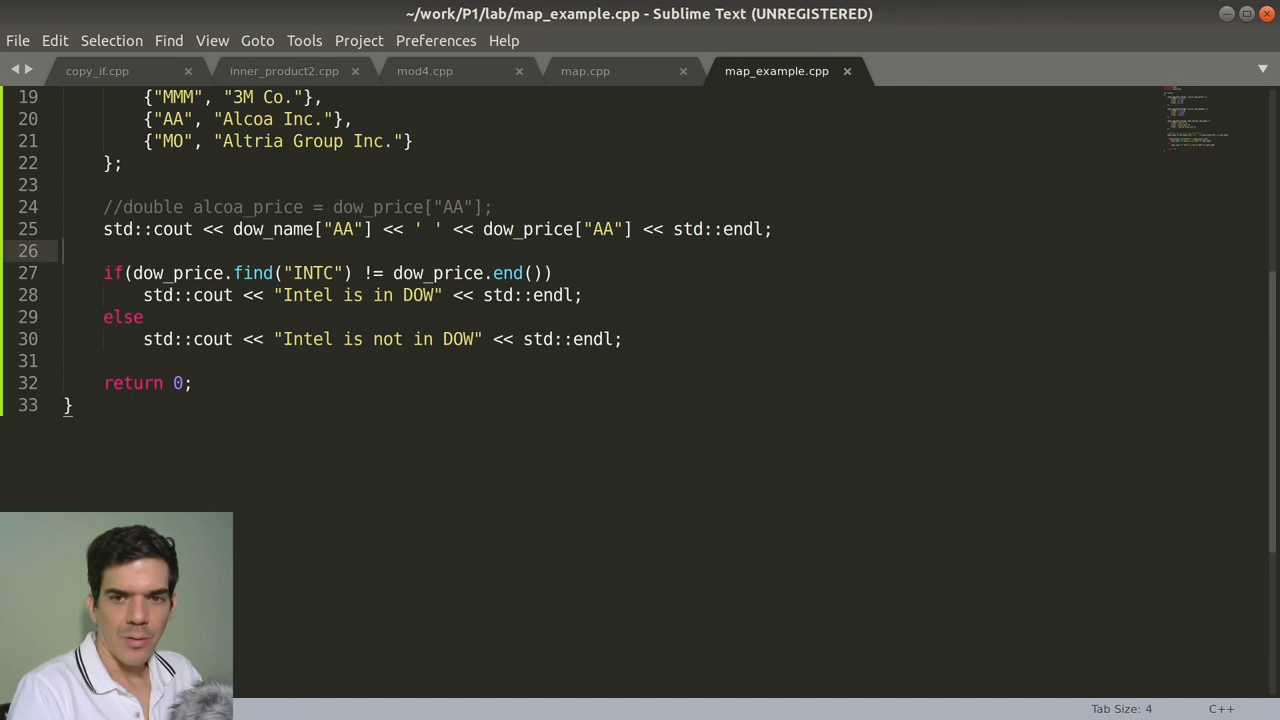 ~/work/P1/lab/map_example.cpp - Sublime Text (UNREGISTERED)
File Edit Selection Find View Goto Tools Project Preferences Help
copy_if.cpp inner_product2.cpp mod4.cpp map.cpp map_example.cpp
19 {"MMM", "3M Co."},
20 {"AA", "Alcoa Inc."},
21 {"MO", "Altria Group Inc."}
22 };
23
24 //double alcoa_price = dow_price["AA"];
25 std::cout << dow_name["AA"] << ' ' << dow_price["AA"] << std::endl;
26
27 if(dow_price.find("INTC") != dow_price.end())
28 std::cout << "Intel is in DOW" << std::endl;
29 else
30 std::cout << "Intel is not in DOW" << std::endl;
31
32 return 0;
33 }
Tab Size: 4 C++